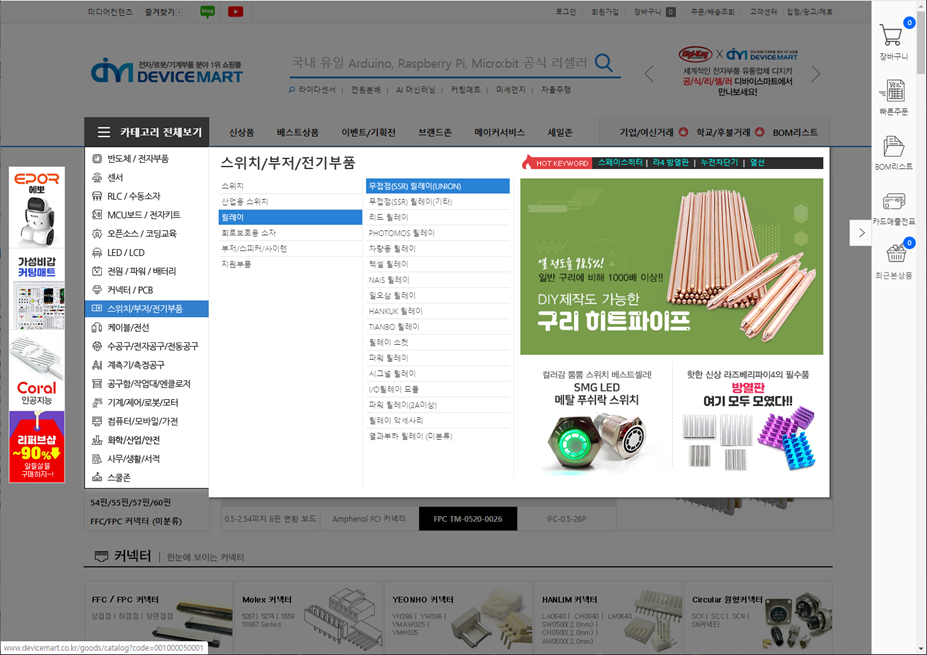 미디어컨텐츠 즐겨찾기
blog
로그인 회원가입 장바구니 0 주문/배송조회 고객센터 입점/광고/제휴
전자/로봇/기계부품 분야 1위 쇼핑몰
DEVICE MART
국내 유일 Arduino, Raspberry Pi, Micro:bit 공식 리셀러
라이다센서 | 전원분배 | AI 머신러닝 | 커팅매트 | 미세먼지 | 자율주행
Digi-Key X DEVICE MART
세계적인 전자부품 유통업체 디지키
공/식/리/셀/러 디바이스마트에서
만나보세요!
카테고리 전체보기
신상품 베스트상품 이벤트/기획전 브랜드존 메이커서비스 세일존
기업/여신거래 학교/후불거래 BOM리스트
반도체 / 전자부품
센서
RLC / 수동소자
MCU보드 / 전자키트
오픈소스 / 코딩교육
LED / LCD
전원 / 파워 / 배터리
커넥터 / PCB
스위치/부저/전기부품
케이블/전선
수공구/전자공구/전동공구
계측기/측정공구
공구함/작업대/엔클로저
기계/제어/로봇/모터
컴퓨터/모바일/가전
화학/산업/안전
사무/생활/서적
스쿨존
스위치/부저/전기부품
스위치
산업용 스위치
릴레이
회로보호용 소자
부저/스피커/사이렌
지원부품
무접점(SSR) 릴레이(UNION)
무접점(SSR) 릴레이(기타)
리드 릴레이
PHOTOMOS 릴레이
차량용 릴레이
택셀 릴레이
NAIS 릴레이
일오삼 릴레이
HANKUK 릴레이
TIANBO 릴레이
릴레이 소켓
파워 릴레이
시그널 릴레이
I/O릴레이 모듈
파워 릴레이(2A이상)
릴레이 악세사리
열과부하 릴레이 (미분류)
HOT KEYWORD 스페이스히터 | 라4 방열판 | 누전차단기 | 열선
열 전도율 98.5%!
일반 구리에 비해 1000배 이상!!
DIY제작도 가능한
구리 히트파이프
컬러감 뿜뿜 스위치 베스트셀러!
SMG LED
메탈 푸쉬락 스위치
핫한 신상 라즈베리파이4의 필수품
방열판
여기 모두 모였다!!
EPOR
에뽀
가성비갑
커팅매트
Coral
인공지능
리퍼브샵
~90%
알뜰살뜰
구매하자~!
0
장바구니
빠른주문
BOM리스트
카드매출전표
0
최근본상품
54핀/55핀/57핀/60핀
FFC/FPC 커넥터 (미분류)
0.5-2.54피치 8핀 변환 보드
Amphenol FCI 커넥터
FPC TM-0520-0026
IFC-0.5-26P
커넥터 | 한눈에 보이는 커넥터
FFC / FPC 커넥터
상접점 | 하접점 | 양면접점
Molex 커넥터
5267 | 5274 | 5559
51067 Series
YEONHO 커넥터
YH396 | YW396 |
YMAW025 |
YMH025
HANLIM 커넥터
LA0640 | CH0640 | LW0640
SW0500(2.0mm) |
CH0500(2.0mm) |
AW0500(2.0mm)
Circular 원형커넥터
SCF | SCC | SCN |
SN커넥터
www.devicemart.co.kr/goods/catalog?code=001000050001